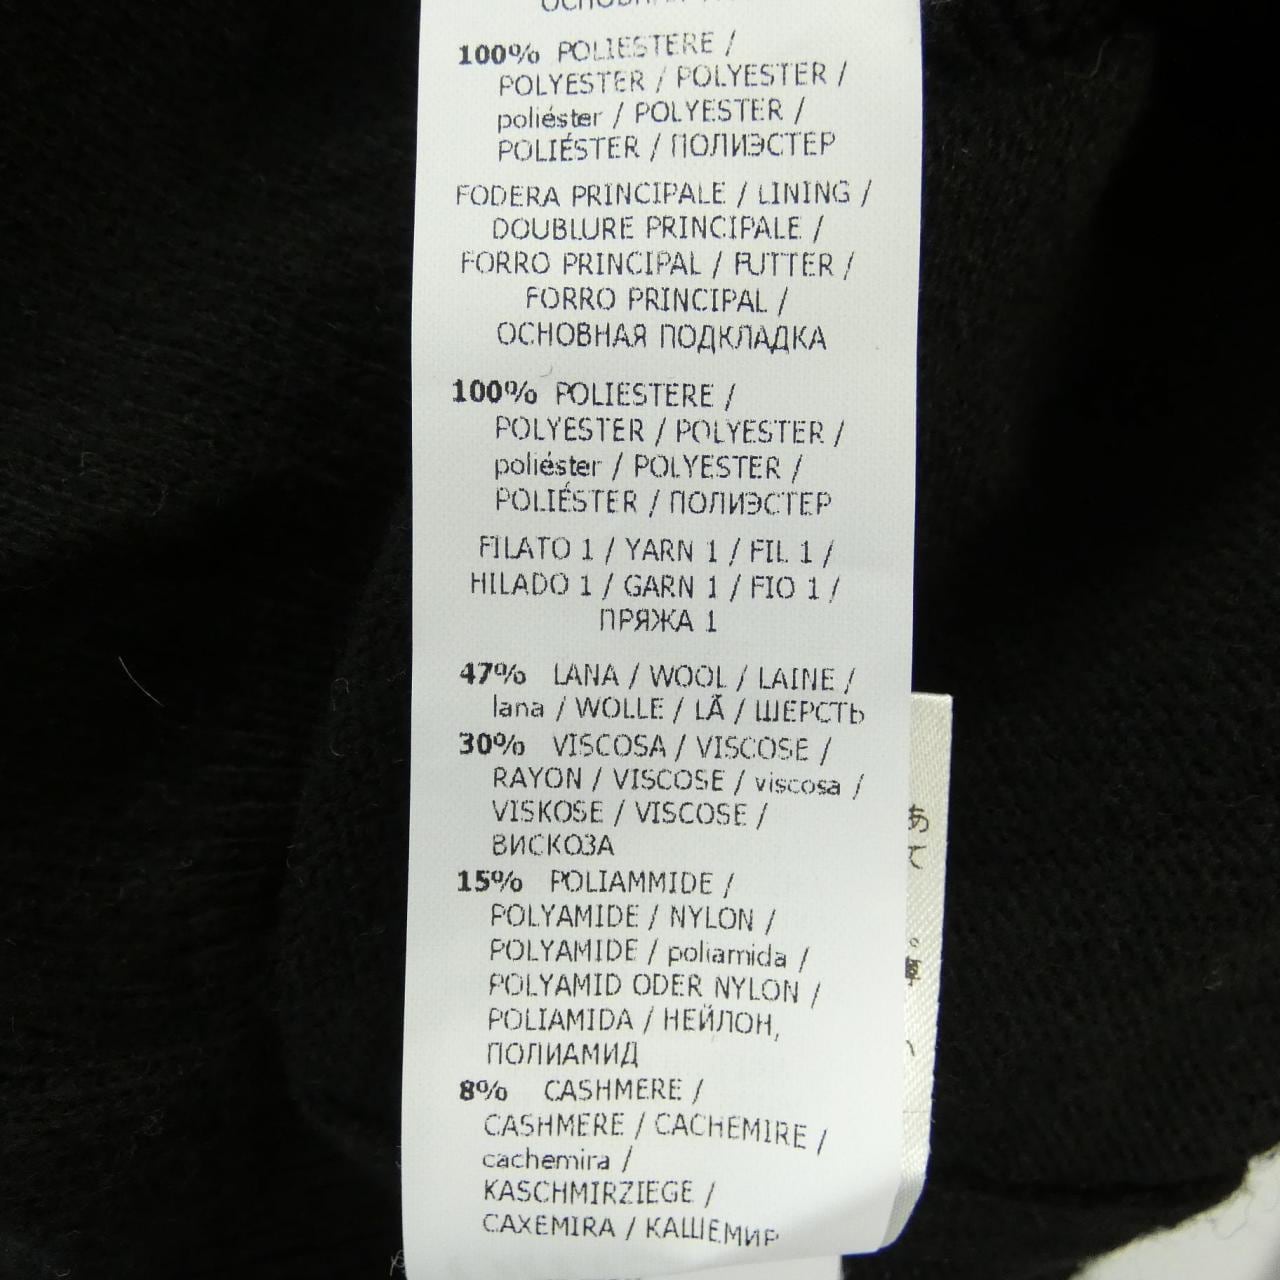 ОСНОВНАЯ
100% POLIESTERE /
POLYESTER / POLYESTER /
poliéster / POLYESTER /
POLIÉSTER / ПОЛИЭСТЕР
FODERA PRINCIPALE / LINING /
DOUBLURE PRINCIPALE /
FORRO PRINCIPAL / FUTTER /
FORRO PRINCIPAL /
ОСНОВНАЯ ПОДКЛАДКА
100% POLIESTERE /
POLYESTER / POLYESTER /
poliéster / POLYESTER /
POLIÉSTER / ПОЛИЭСТЕР
FILATO 1 / YARN 1 / FIL 1 /
HILADO 1 / GARN 1 / FIO 1 /
ПРЯЖА 1
47% LANA / WOOL / LAINE /
lana / WOLLE / LÃ / ШЕРСТЬ
30% VISCOSA / VISCOSE /
RAYON / VISCOSE / viscosa /
VISKOSE / VISCOSE /
ВИСКОЗА
15% POLIAMMIDE /
POLYAMIDE / NYLON /
POLYAMIDE / poliamida /
POLYAMID ODER NYLON /
POLIAMIDA / НЕЙЛОН,
ПОЛИАМИД
8% CASHMERE /
CASHMERE / CACHEMIRE /
cachemira /
KASCHMIRZIEGE /
CAXEMIRA / КАШЕМИР
あ
て